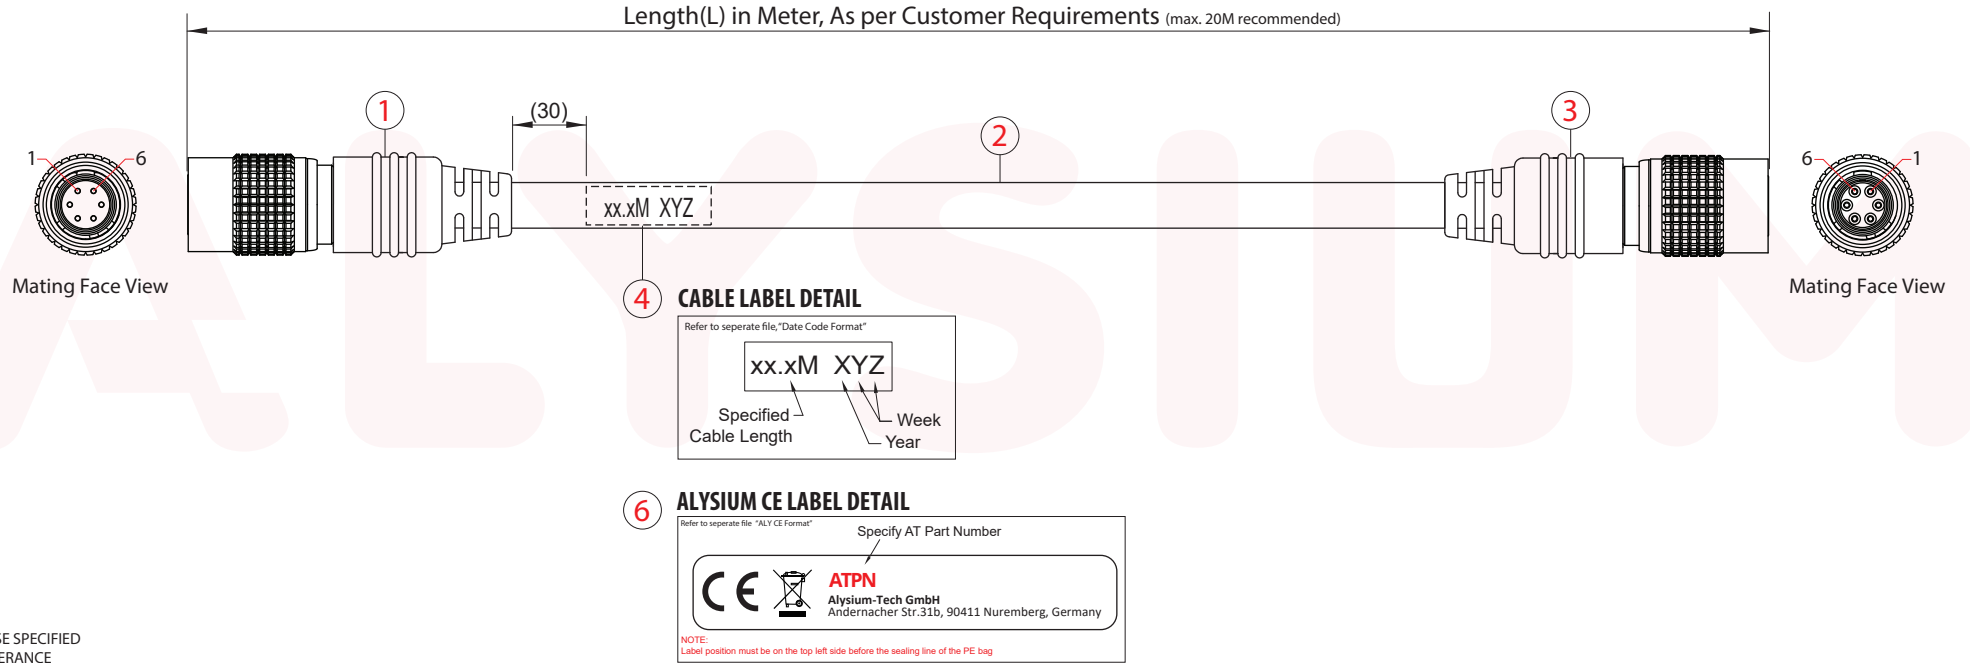 Length(L) in Meter, As per Customer Requirements (max. 20M recommended)
1
(30)
2
3
1 6
6 1
xx.xM XYZ
Mating Face View
Mating Face View
4 CABLE LABEL DETAIL
Refer to seperate file,"Date Code Format"
xx.xM XYZ
Specified
Cable Length
Week
Year
6 ALYSIUM CE LABEL DETAIL
Refer to seperate file "ALY CE Format"
Specify AT Part Number
CE
ATPN
Alysium-Tech GmbH
Andernacher Str.31b, 90411 Nuremberg, Germany
NOTE:
Label position must be on the top left side before the sealing line of the PE bag
SPECIFIED
ALYSIUM